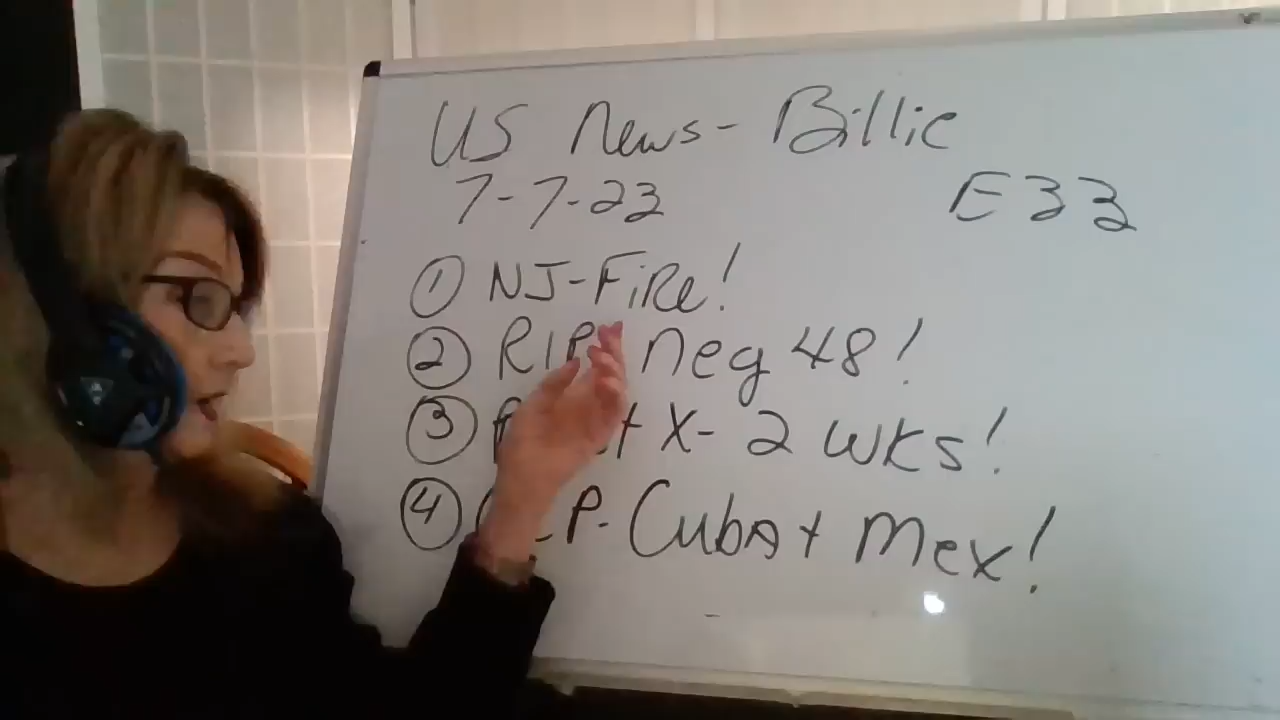 US News- Billie
7-7-23 E33
① NJ-FiRe!
② RIP neg 48!
③ X- 2 wks!
④ P- Cuba + Mex!